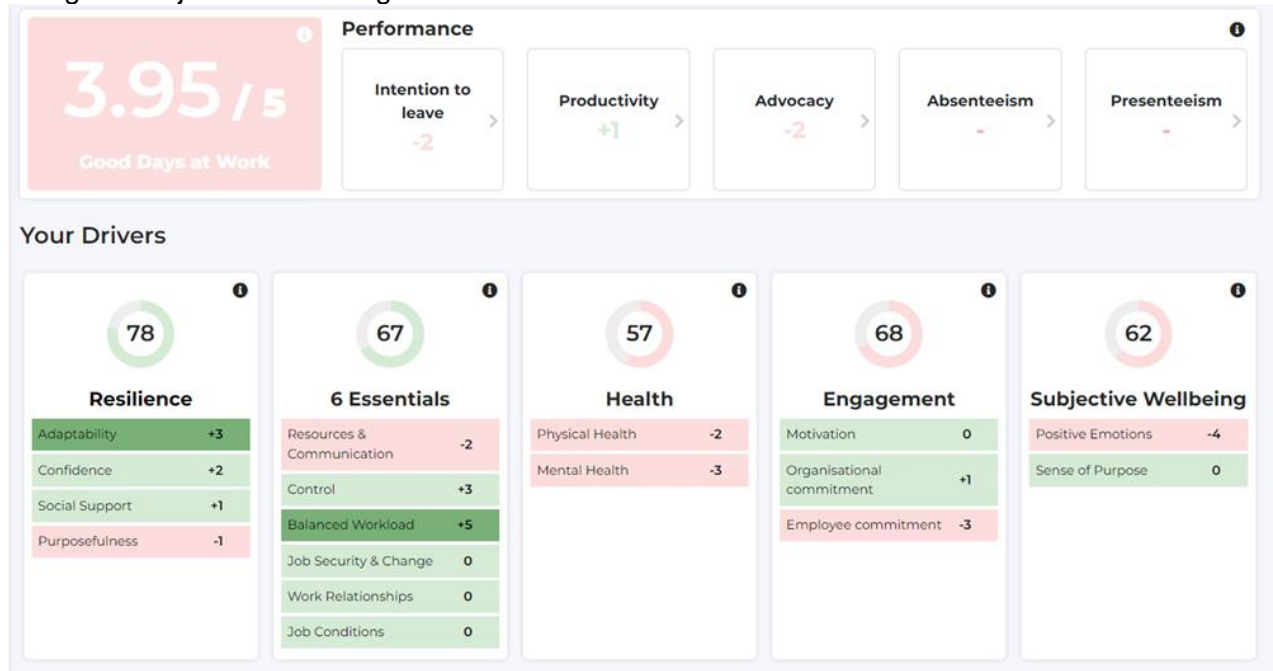 Performance
3.95 / 5
Good Days at Work
Intention to
leave
-2
Productivity
+1
Advocacy
-2
Absenteeism
-
Presenteeism
-
Your Drivers
78
Resilience
Adaptability +3
Confidence +2
Social Support +1
Purposefulness -1
67
6 Essentials
Resources &
Communication -2
Control +3
Balanced Workload +5
Job Security & Change 0
Work Relationships 0
Job Conditions 0
57
Health
Physical Health -2
Mental Health -3
68
Engagement
Motivation 0
Organisational
commitment +1
Employee commitment -3
62
Subjective Wellbeing
Positive Emotions -4
Sense of Purpose 0